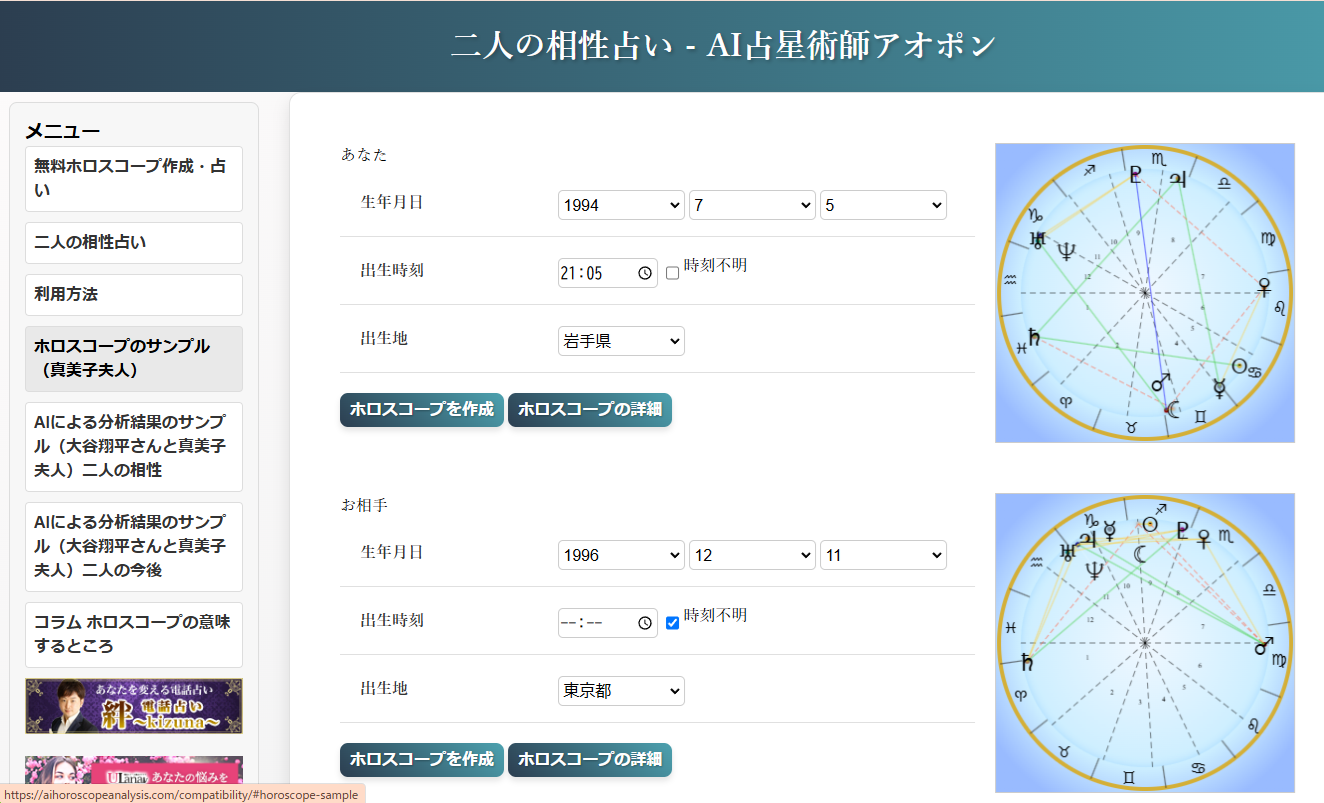 二人の相性占い - AI占星術師アオポン
メニュー
無料ホロスコープ作成・占
い
二人の相性占い
利用方法
ホロスコープのサンプル
（真美子夫人）
AIによる分析結果のサンプ
ル（大谷翔平さんと真美子
夫人）二人の相性
AIによる分析結果のサンプ
ル（大谷翔平さんと真美子
夫人）二人の今後
コラム ホロスコープの意味
するところ
あなたを変える電話占い
絆 電話占い
～kizuna～
ULana あなたの悩みを
https://aihoroscopeanalysis.com/compatibility/#horoscope-sample
あなた
生年月日 1994 7 5
出生時刻 21:05 時刻不明
出生地 岩手県
ホロスコープを作成 ホロスコープの詳細
お相手
生年月日 1996 12 11
出生時刻 --:-- 時刻不明
出生地 東京都
ホロスコープを作成 ホロスコープの詳細